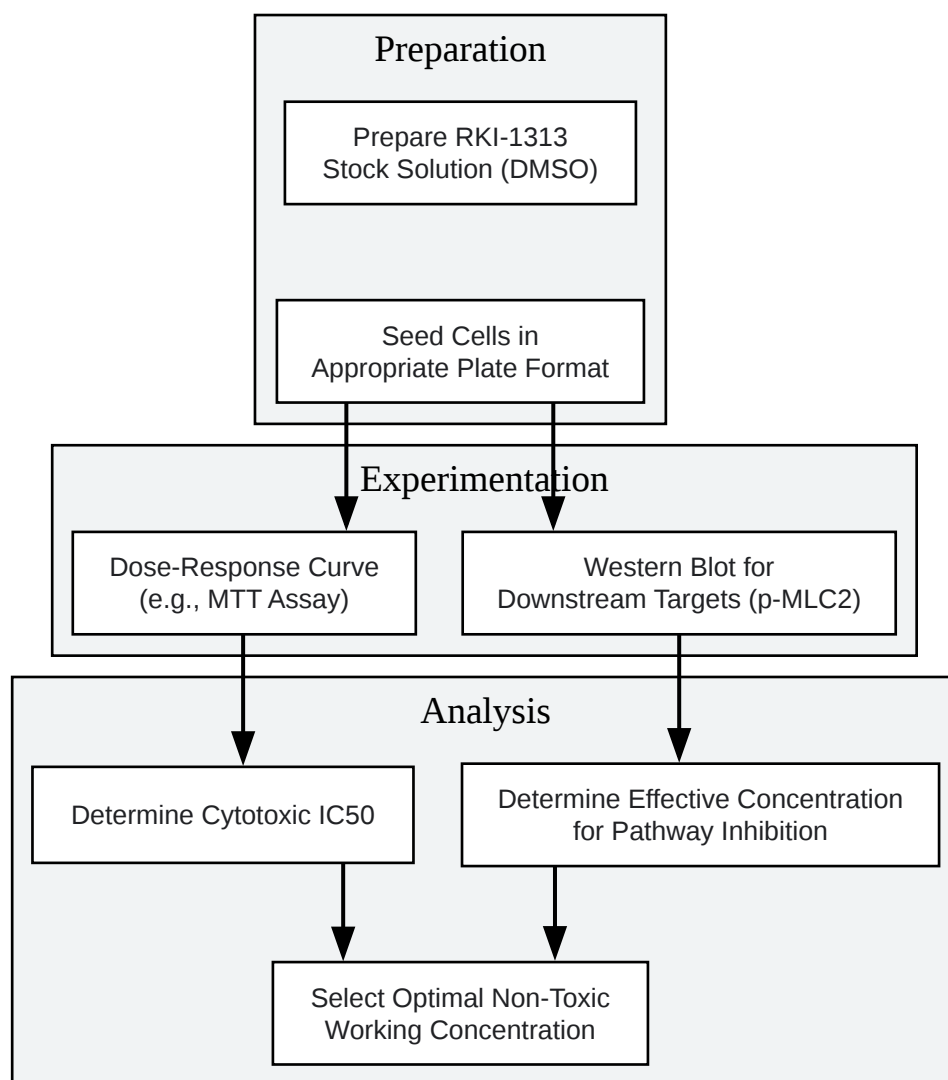 Preparation
Prepare RKI-1313
Stock Solution (DMSO)
Seed Cells in
Appropriate Plate Format
Experimentation
Dose-Response Curve
(e.g., MTT Assay)
Western Blot for
Downstream Targets (p-MLC2)
Analysis
Determine Cytotoxic IC50
Determine Effective Concentration
for Pathway Inhibition
Select Optimal Non-Toxic
Working Concentration